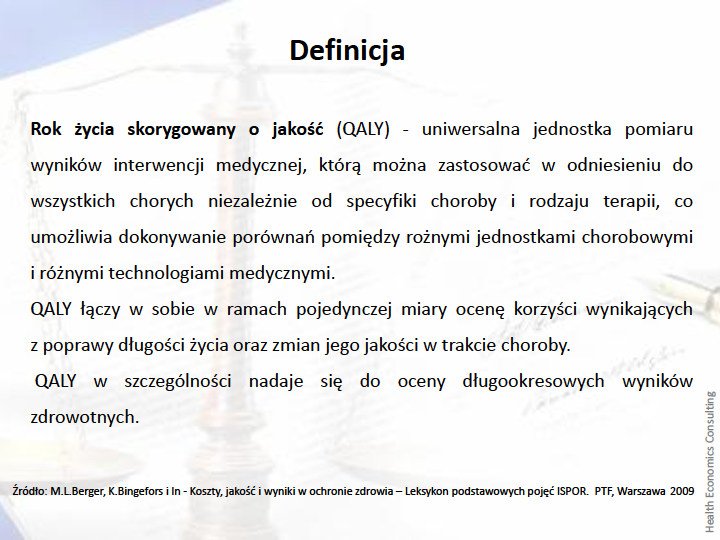 Definicja
Rok życia skorygowany o jakość (QALY) - uniwersalna jednostka pomiaru
wyników interwencji medycznej, którą można zastosować w odniesieniu do
wszystkich chorych niezależnie od specyfiki choroby i rodzaju terapii, co
umożliwia dokonywanie porównań pomiędzy rożnymi jednostkami chorobowymi
i różnymi technologiami medycznymi.
QALY łączy w sobie w ramach pojedynczej miary ocenę korzyści wynikających
z poprawy długości życia oraz zmian jego jakości w trakcie choroby.
QALY w szczególności nadaje się do oceny długookresowych wyników
zdrowotnych.
Źródło: M.L.Berger, K.Bingefors i In - Koszty, jakość i wyniki w ochronie zdrowia – Leksykon podstawowych pojęć ISPOR. PTF, Warszawa 2009
Health Economics Consulting